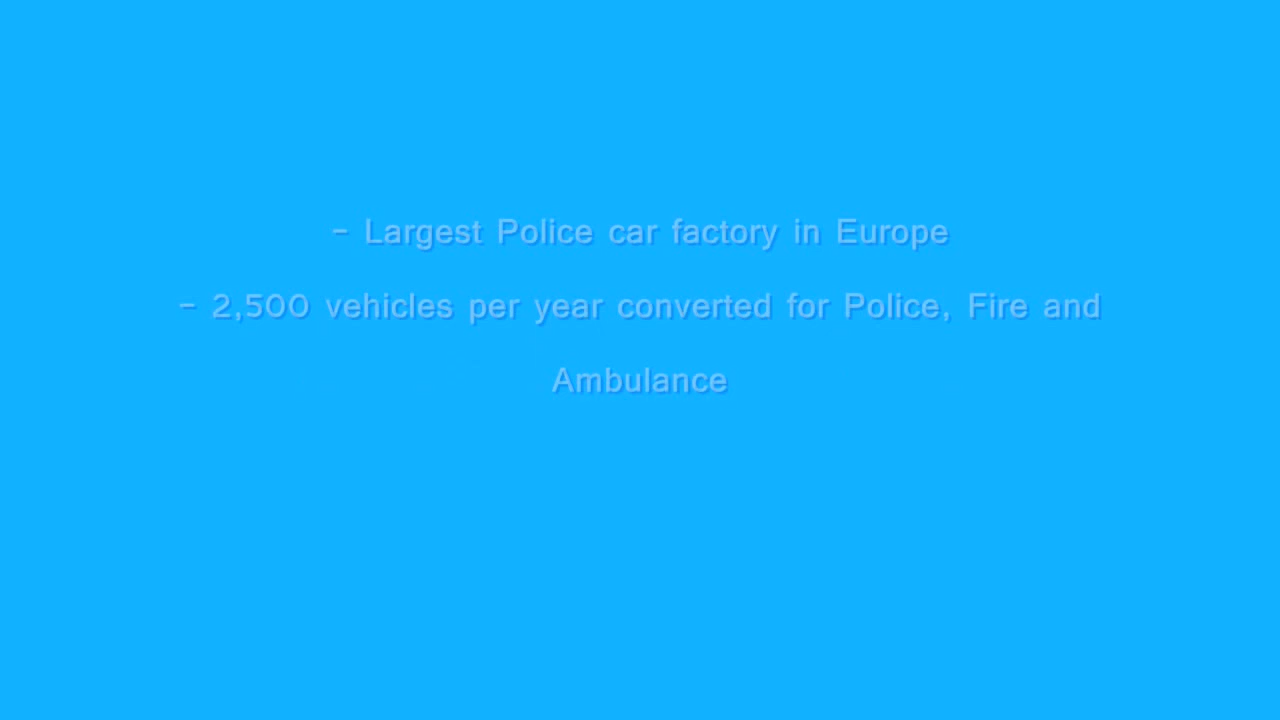 - Largest Police car factory in Europe
- 2,500 vehicles per year converted for Police, Fire and
Ambulance